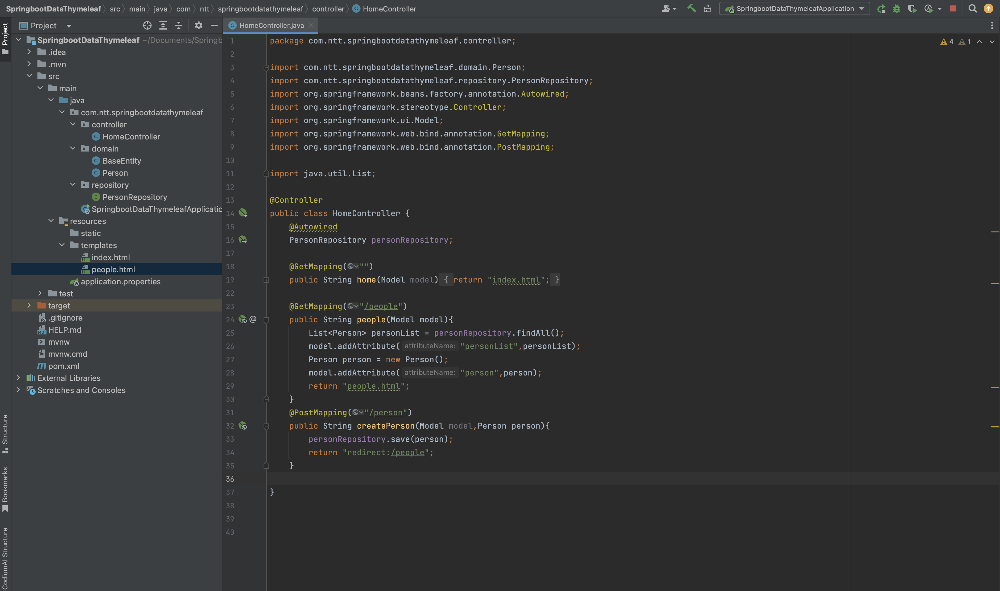 SpringbootDataThymeleaf src main java com ntt springbootdatathymeleaf controller HomeController
SpringbootDataThymeleafApplication
Project
Project
HomeController.java
SpringbootDataThymeleaf ~/Documents/Springb
.idea
.mvn
src
main
java
com.ntt.springbootdatathymeleaf
controller
HomeController
domain
BaseEntity
Person
repository
PersonRepository
SpringbootDataThymeleafApplicatio
resources
static
templates
index.html
people.html
application.properties
test
target
.gitignore
HELP.md
mvnw
mvnw.cmd
pom.xml
External Libraries
Scratches and Consoles
Structure
Bookmarks
CodiumAI Structure
4 1
1 package com.ntt.springbootdatathymeleaf.controller;
2
3 import com.ntt.springbootdatathymeleaf.domain.Person;
4 import com.ntt.springbootdatathymeleaf.repository.PersonRepository;
5 import org.springframework.beans.factory.annotation.Autowired;
6 import org.springframework.stereotype.Controller;
7 import org.springframework.ui.Model;
8 import org.springframework.web.bind.annotation.GetMapping;
9 import org.springframework.web.bind.annotation.PostMapping;
10
11 import java.util.List;
12
13 @Controller
14 public class HomeController {
15 @Autowired
16 PersonRepository personRepository;
17
18 @GetMapping("")
19 public String home(Model model) { return "index.html"; }
22
23 @GetMapping("/people")
24 @ public String people(Model model){
25 List<Person> personList = personRepository.findAll();
26 model.addAttribute( attributeName: "personList",personList);
27 Person person = new Person();
28 model.addAttribute( attributeName: "person",person);
29 return "people.html";
30 }
31 @PostMapping("/person")
32 public String createPerson(Model model,Person person){
33 personRepository.save(person);
34 return "redirect:/people";
35 }
36
37 }
38
39
40